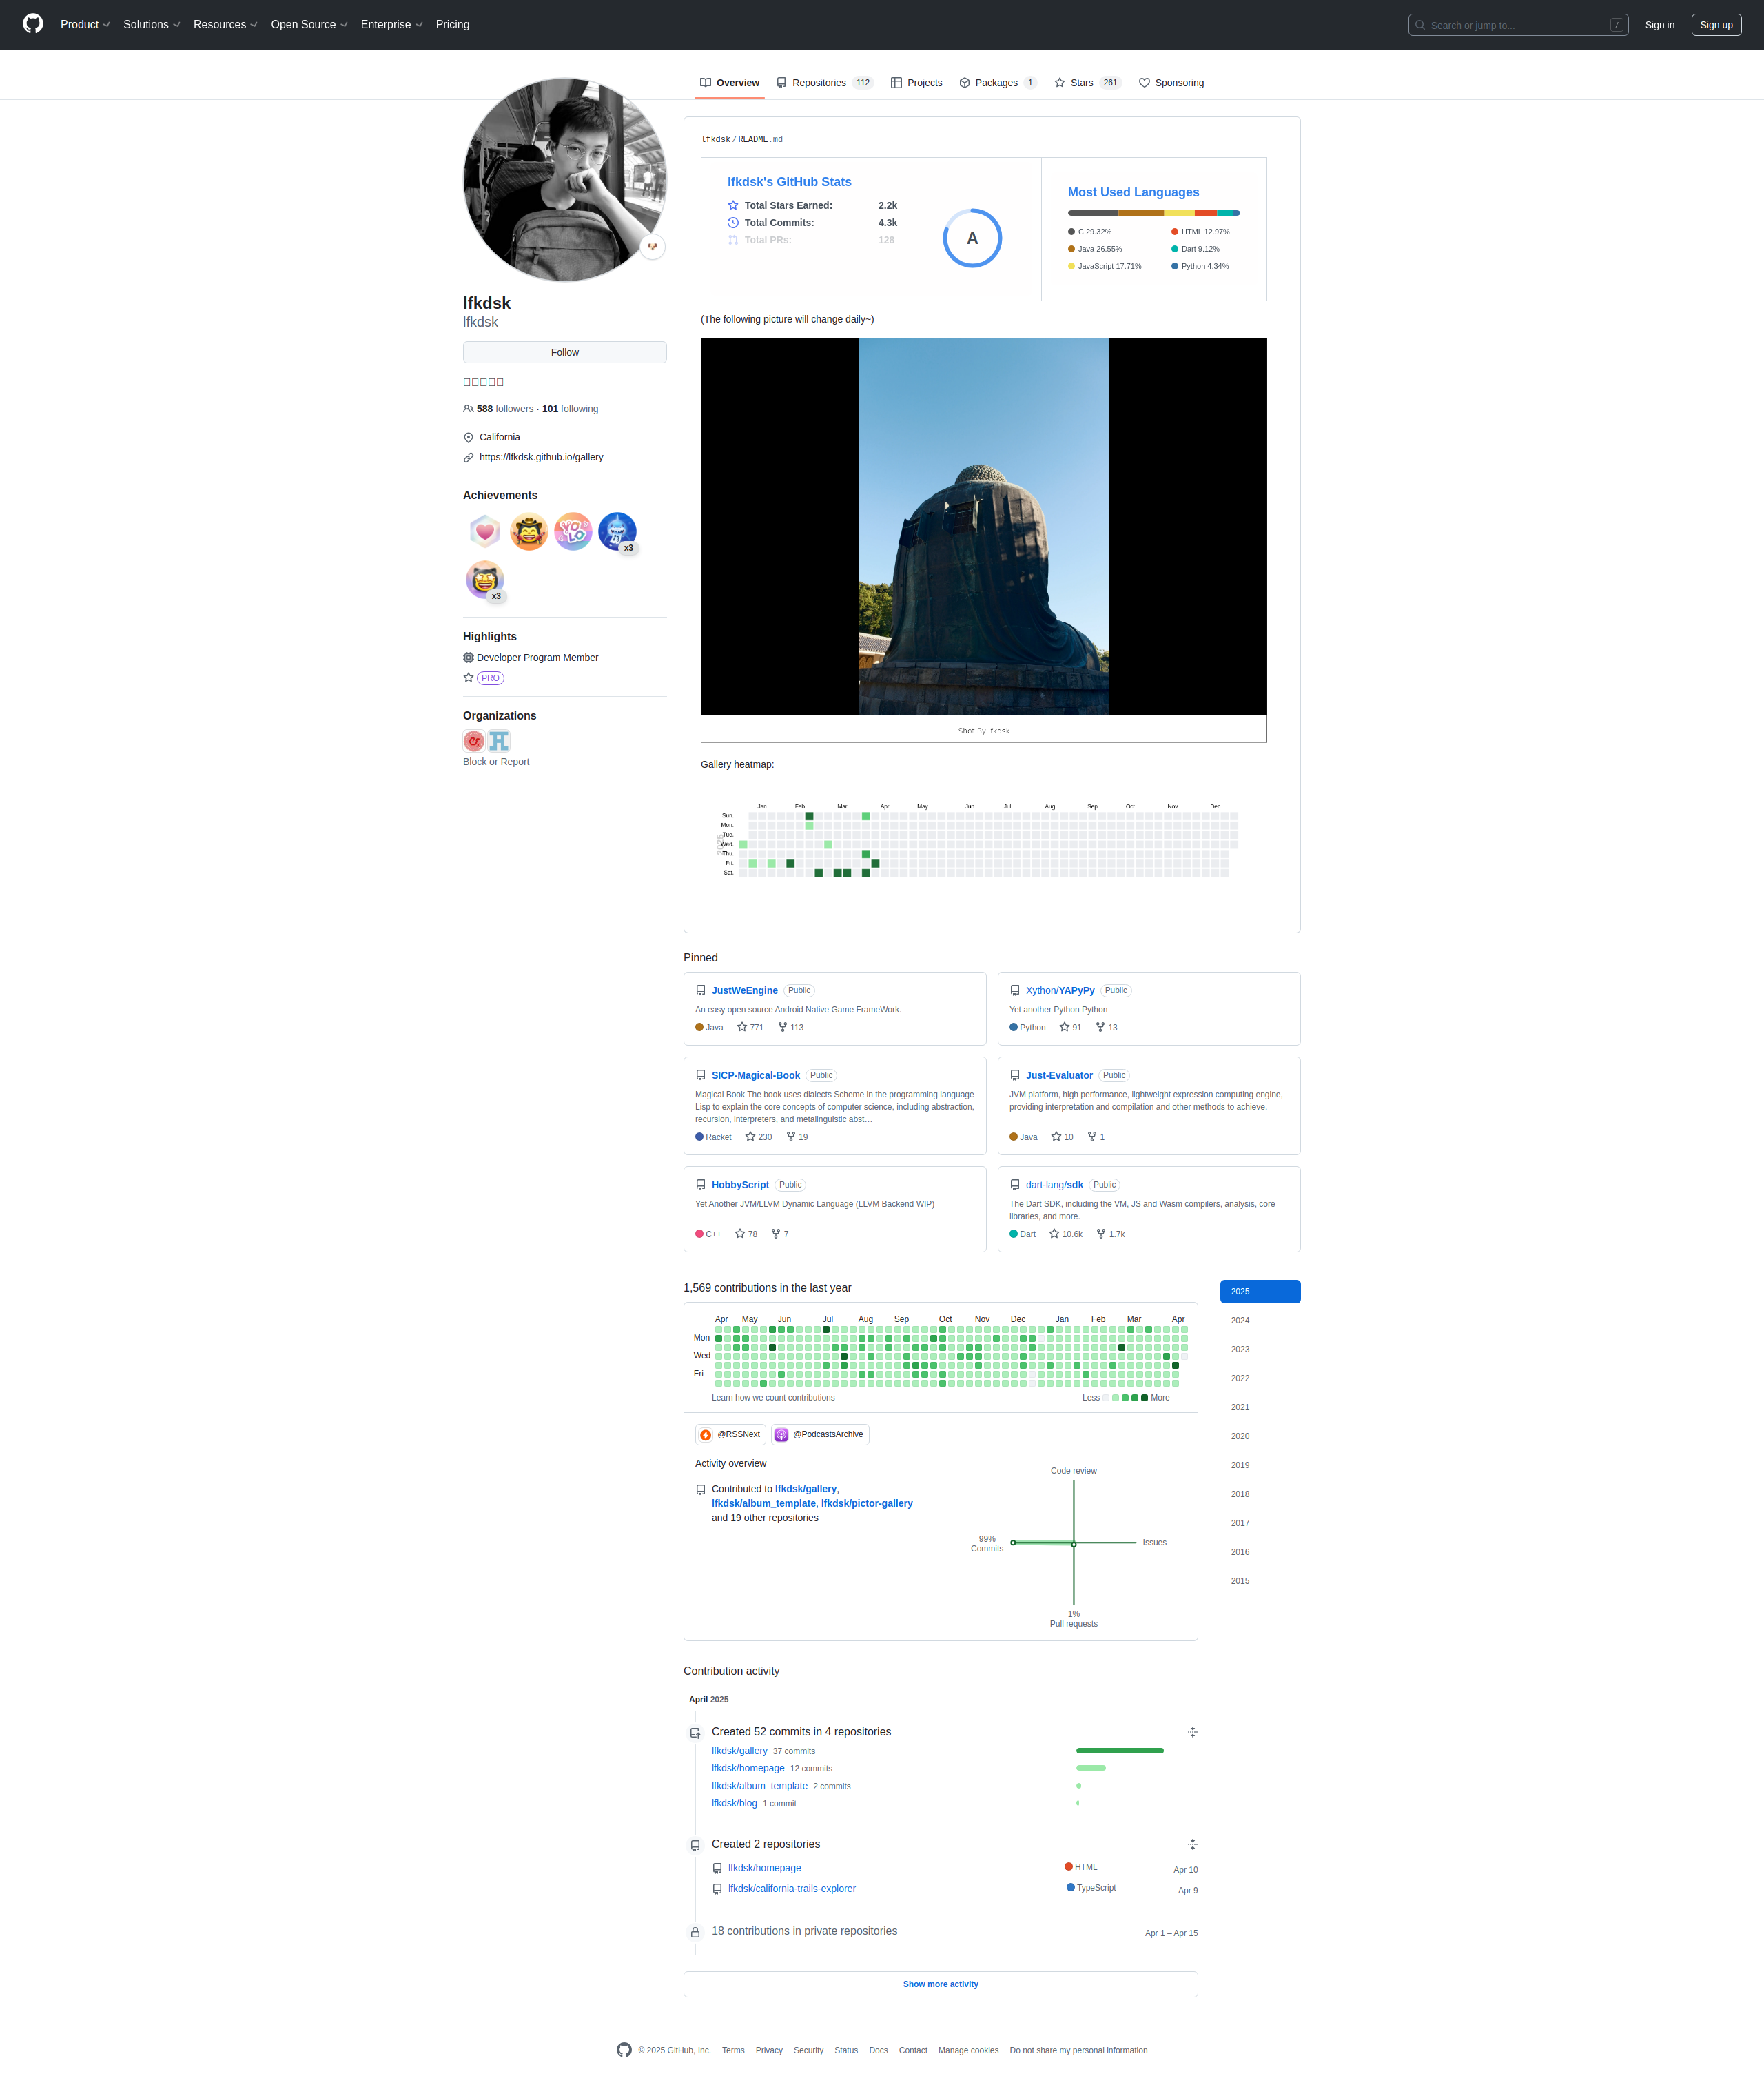 Product
Solutions
Resources
Open Source
Enterprise
Pricing
Search or jump to...
/
Sign in
Sign up
Overview
Repositories 112
Projects
Packages 1
Stars 261
Sponsoring
lfkdsk
lfkdsk
Follow
588 followers · 101 following
California
https://lfkdsk.github.io/gallery
Achievements
YOLO
x3
x3
Highlights
Developer Program Member
PRO
Organizations
Block or Report
lfkdsk/README.md
lfkdsk's GitHub Stats
Total Stars Earned: 2.2k
Total Commits: 4.3k
Total PRs: 128
A
Most Used Languages
C 29.32%
Java 26.55%
JavaScript 17.71%
HTML 12.97%
Dart 9.12%
Python 4.34%
(The following picture will change daily~)
Shot By lfkdsk
Gallery heatmap:
Jan Feb Mar Apr May Jun Jul Aug Sep Oct Nov Dec
2025
Sun.
Mon.
Tue.
Wed.
Thu.
Fri.
Sat.
Pinned
JustWeEngine Public
An easy open source Android Native Game FrameWork.
Java 771 113
Xython/YAPyPy Public
Yet another Python Python
Python 91 13
SICP-Magical-Book Public
Magical Book The book uses dialects Scheme in the programming language
Lisp to explain the core concepts of computer science, including abstraction,
recursion, interpreters, and metalinguistic abst…
Racket 230 19
Just-Evaluator Public
JVM platform, high performance, lightweight expression computing engine,
providing interpretation and compilation and other methods to achieve.
Java 10 1
HobbyScript Public
Yet Another JVM/LLVM Dynamic Language (LLVM Backend WIP)
C++ 78 7
dart-lang/sdk Public
The Dart SDK, including the VM, JS and Wasm compilers, analysis, core
libraries, and more.
Dart 10.6k 1.7k
1,569 contributions in the last year
Apr May Jun Jul Aug Sep Oct Nov Dec Jan Feb Mar Apr
Mon
Wed
Fri
Learn how we count contributions
Less More
@RSSNext
@PodcastsArchive
Activity overview
Contributed to lfkdsk/gallery,
lfkdsk/album_template, lfkdsk/pictor-gallery
and 19 other repositories
Code review
99%
Commits
Issues
1%
Pull requests
2025
2024
2023
2022
2021
2020
2019
2018
2017
2016
2015
Contribution activity
April 2025
Created 52 commits in 4 repositories
lfkdsk/gallery 37 commits
lfkdsk/homepage 12 commits
lfkdsk/album_template 2 commits
lfkdsk/blog 1 commit
Created 2 repositories
lfkdsk/homepage HTML Apr 10
lfkdsk/california-trails-explorer TypeScript Apr 9
18 contributions in private repositories Apr 1 – Apr 15
Show more activity
© 2025 GitHub, Inc.
Terms
Privacy
Security
Status
Docs
Contact
Manage cookies
Do not share my personal information